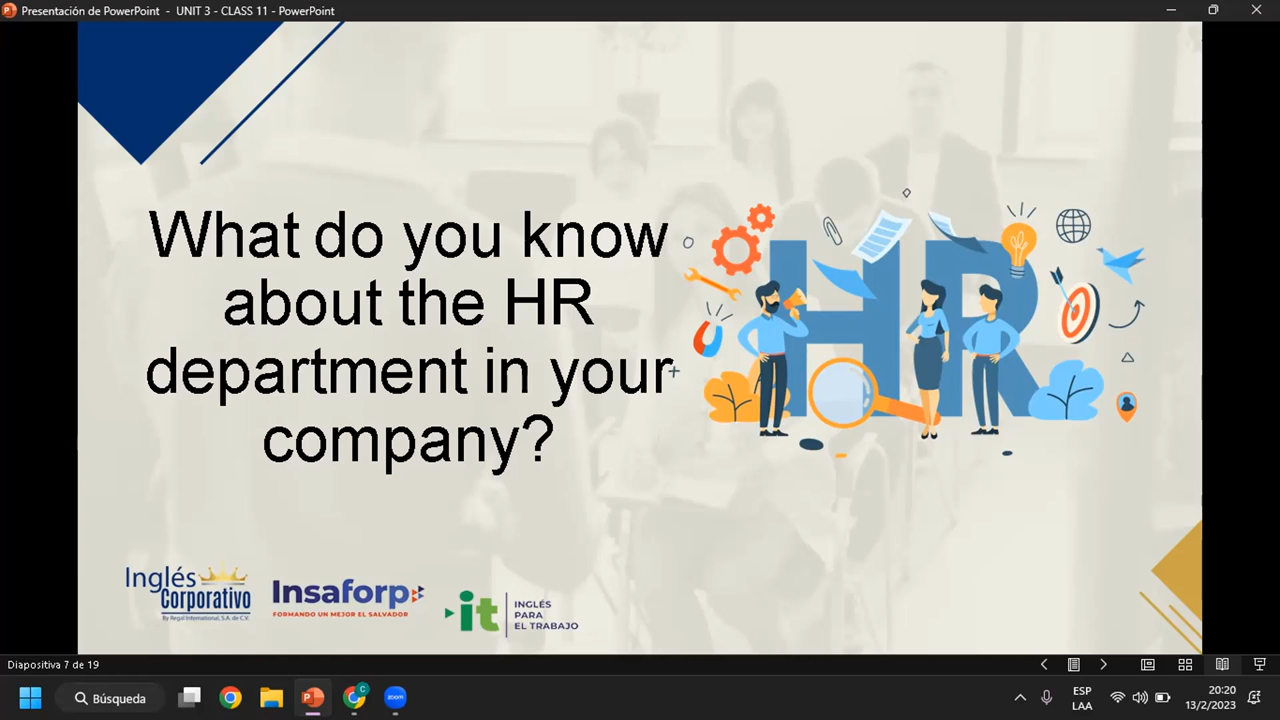 Presentación de PowerPoint - UNIT 3 - CLASS 11 - PowerPoint
What do you know
about the HR
department in your
company?
HR
Inglés
Corporativo
By Regal International, S.A. de C.V.
Insaforp
FORMANDO UN MEJOR EL SALVADOR
it
INGLÉS
PARA
EL TRABAJO
Diapositiva 7 de 19
Búsqueda
C
zoom
ESP
LAA
20:20
13/2/2023